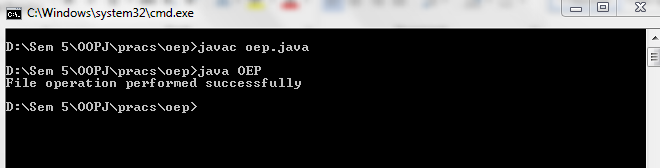 C:\Windows\system32\cmd.exe
D:\Sem 5\OOPJ\pracs\oep>javac oep.java
D:\Sem 5\OOPJ\pracs\oep>java OEP
File operation performed successfully
D:\Sem 5\OOPJ\pracs\oep>